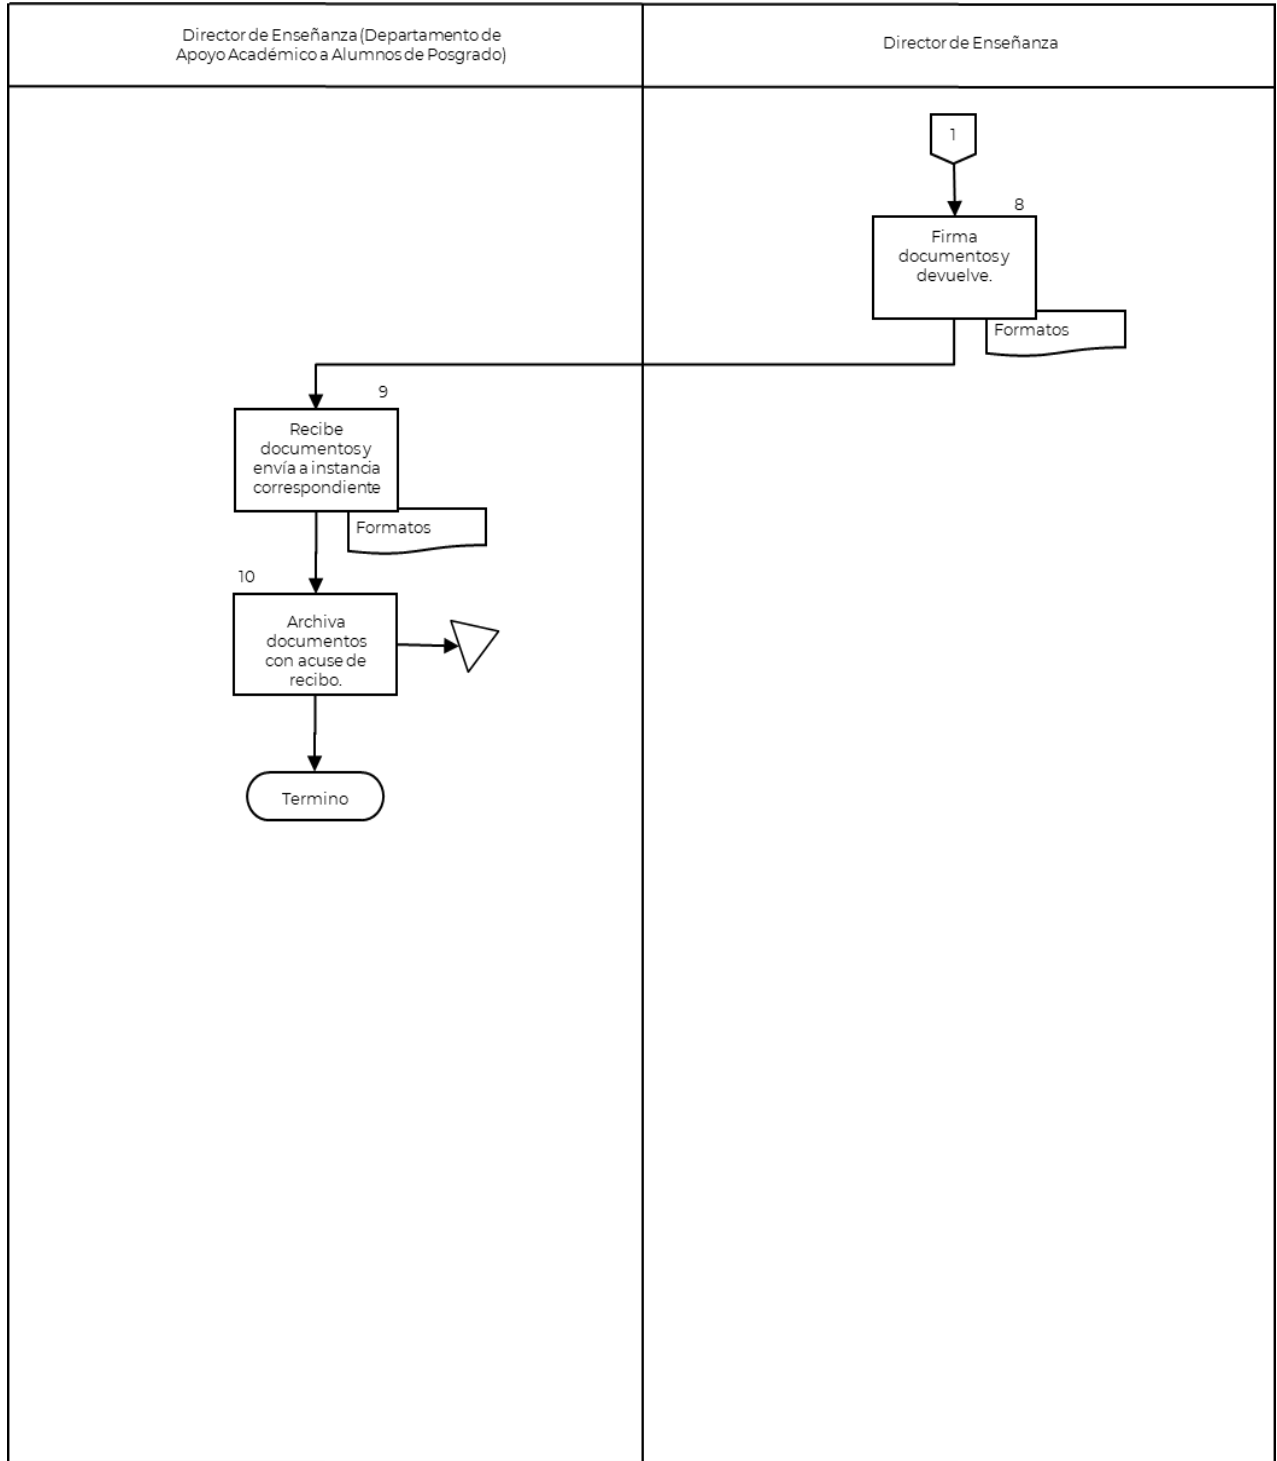 Director de Enseñanza (Departamento de
Apoyo Académico a Alumnos de Posgrado)
Director de Enseñanza
1
8
Firma
documentos y
devuelve.
Formatos
9
Recibe
documentos y
envía a instancia
correspondiente
Formatos
10
Archiva
documentos
con acuse de
recibo.
Termino